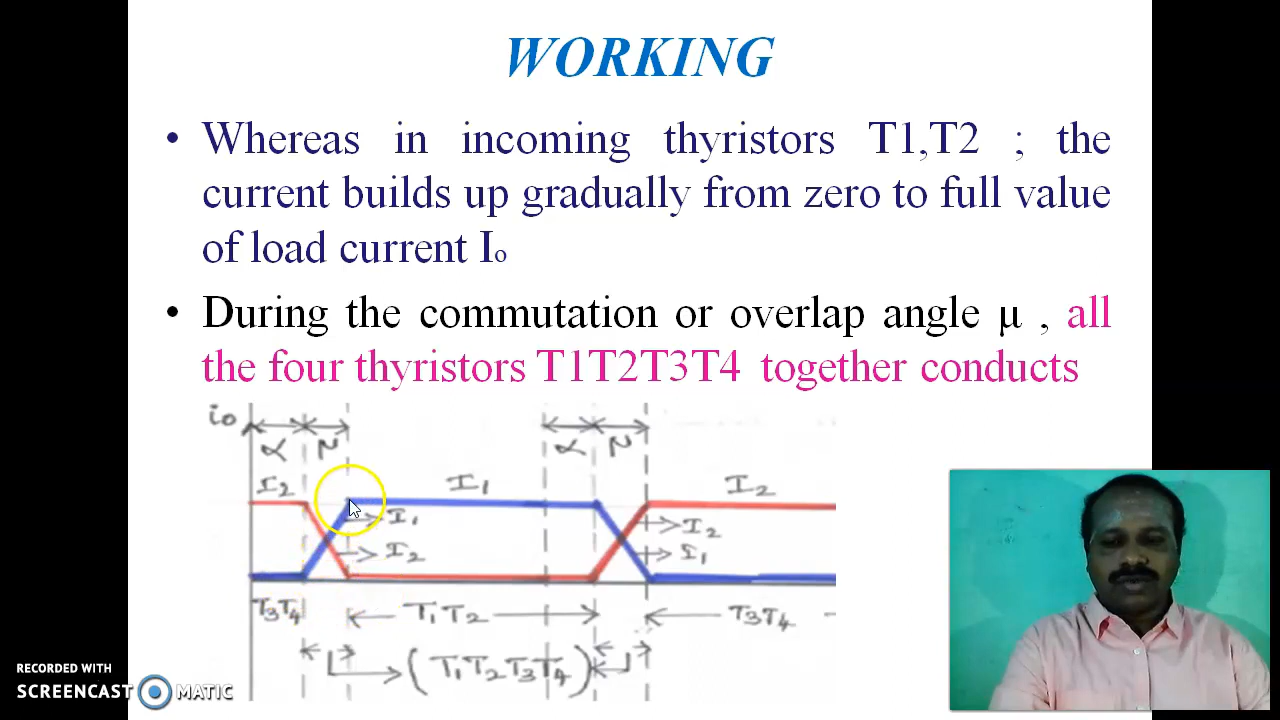 WORKING
• Whereas in incoming thyristors T1,T2 ; the
current builds up gradually from zero to full value
of load current Io
• During the commutation or overlap angle μ , all
the four thyristors T1T2T3T4 together conducts
io
α μ α μ
I2 I1 I2
I1 I2
I2 I1
T3T4 T1T2 T3T4
(T1T2T3T4)
RECORDED WITH
SCREENCAST MATIC